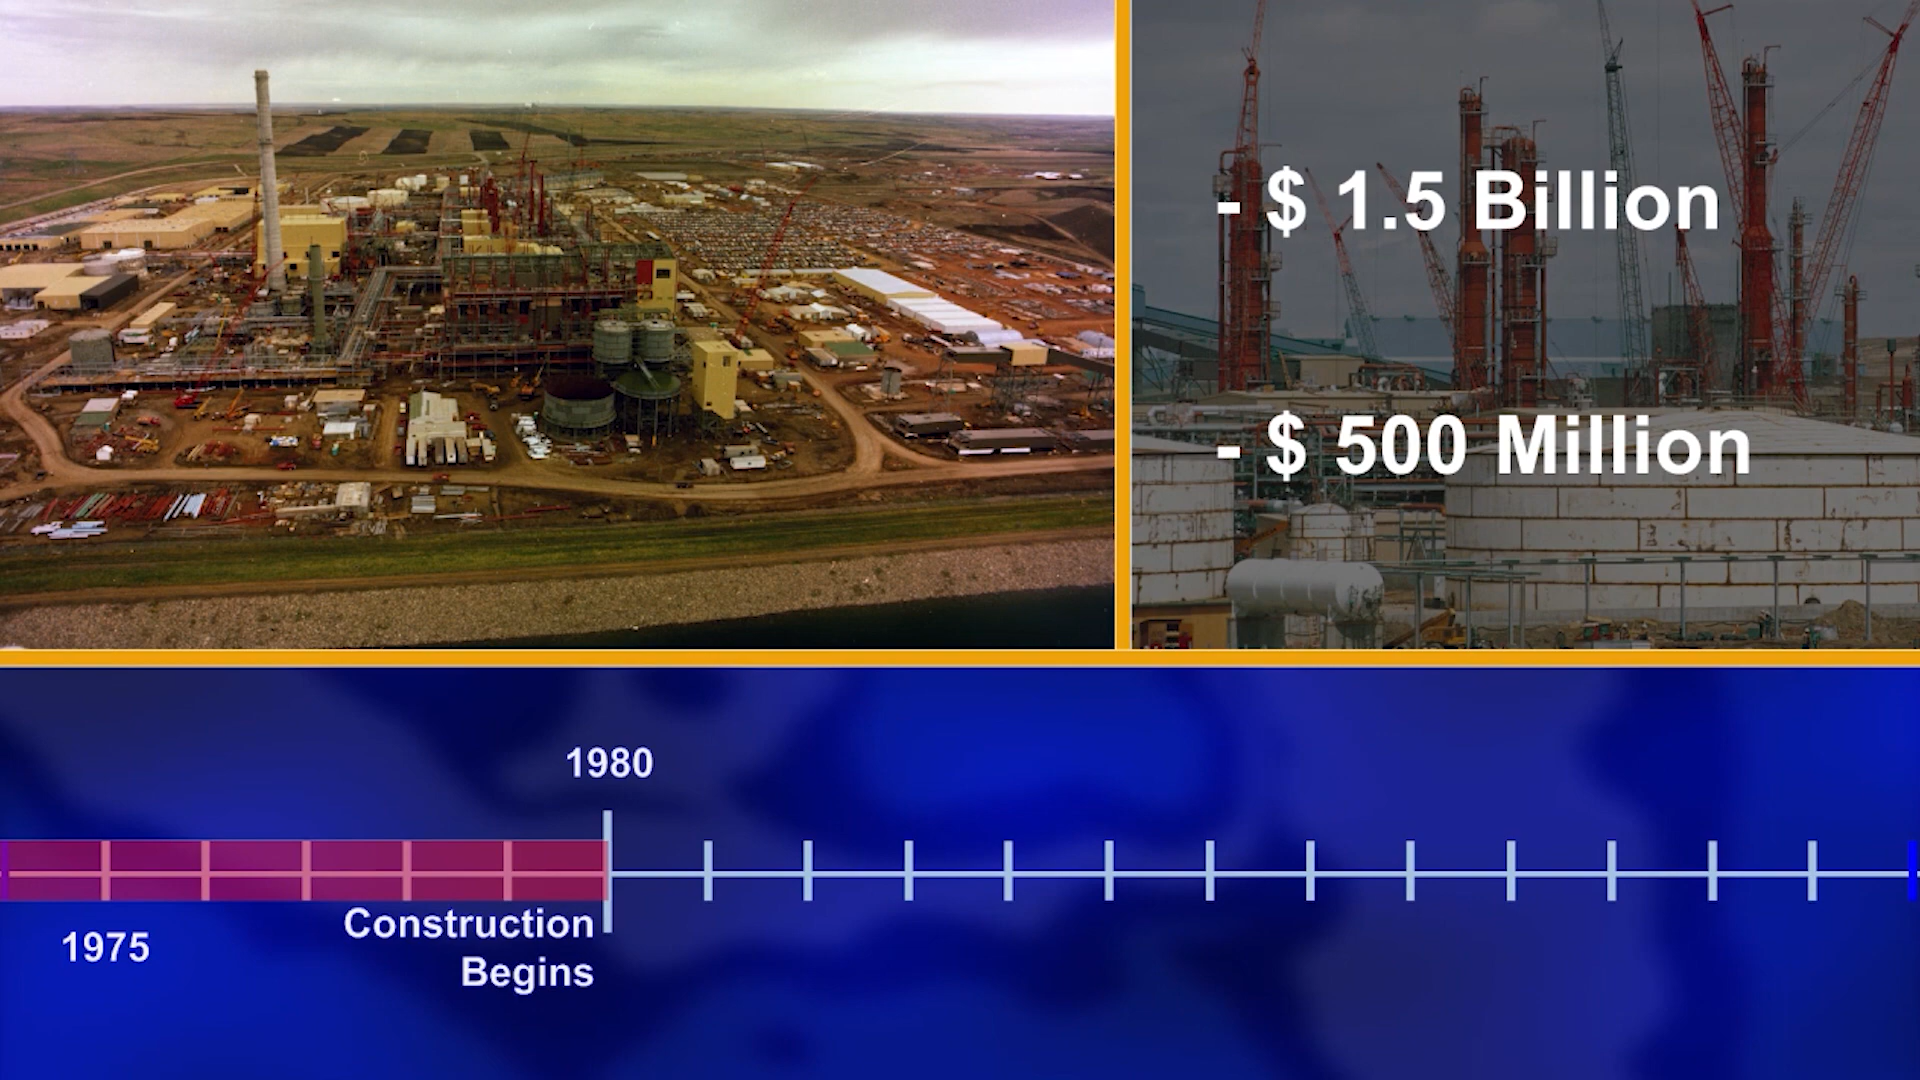 - $ 1.5 Billion
- $ 500 Million
1980
1975
Construction
Begins